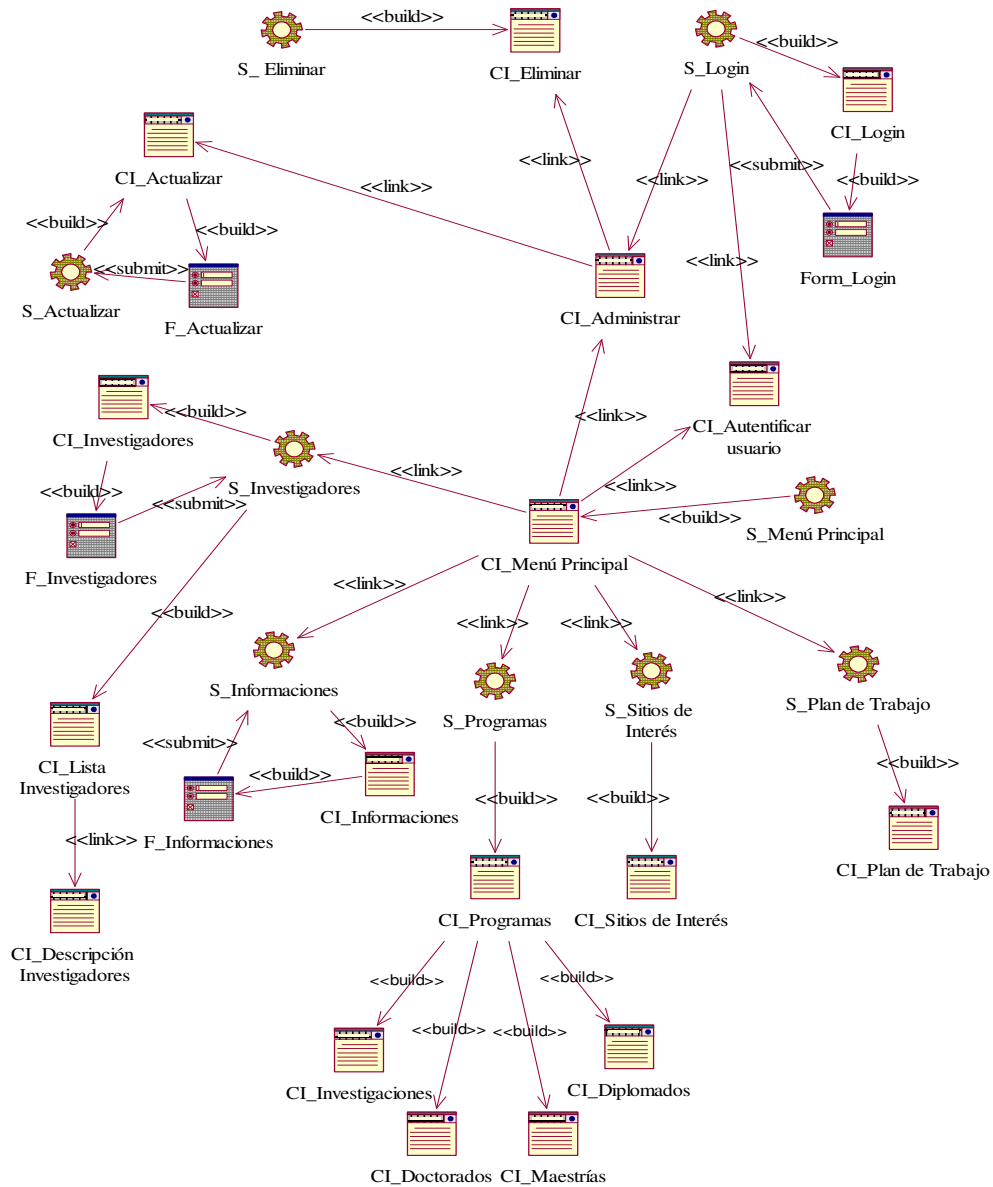 <<build>>
S_ Eliminar
CI_Eliminar
S_Login
<<build>>
CI_Login
CI_Actualizar
<<link>>
<<link>>
<<link>>
<<submit>>
<<build>>
<<build>>
<<build>>
<<submit>>
<<link>>
Form_Login
S_Actualizar
F_Actualizar
CI_Administrar
<<link>>
<<build>>
CI_Investigadores
CI_Autentificar
usuario
<<link>>
<<build>>
<<submit>>
S_Investigadores
<<link>>
<<build>>
S_Menú Principal
F_Investigadores
CI_Menú Principal
<<link>>
<<link>>
<<build>>
<<link>>
<<link>>
S_Informaciones
S_Programas
S_Sitios de
Interés
S_Plan de Trabajo
<<submit>>
<<build>>
<<build>>
CI_Lista
Investigadores
<<build>>
<<build>>
<<build>>
CI_Informaciones
<<link>>
F_Informaciones
CI_Plan de Trabajo
CI_Programas
CI_Sitios de Interés
CI_Descripción
Investigadores
<<build>>
<<build>>
<<build>>
<<build>>
CI_Investigaciones
CI_Diplomados
CI_Doctorados
CI_Maestrías